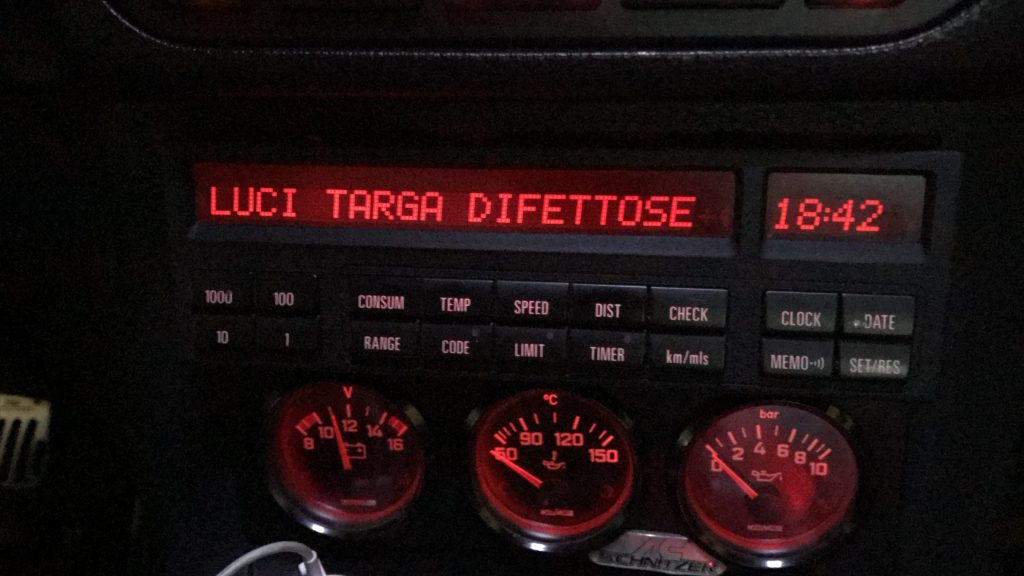 LUCI TARGA DIFETTOSE
18:42
1000 100 CONSUM TEMP SPEED DIST CHECK CLOCK DATE
10 1 RANGE CODE LIMIT TIMER km/mls MEMO SET/RES
V
8 10 12 14 16
°C
60 90 120 150
bar
0 2 4 6 8 10
AC
SCHNITZER